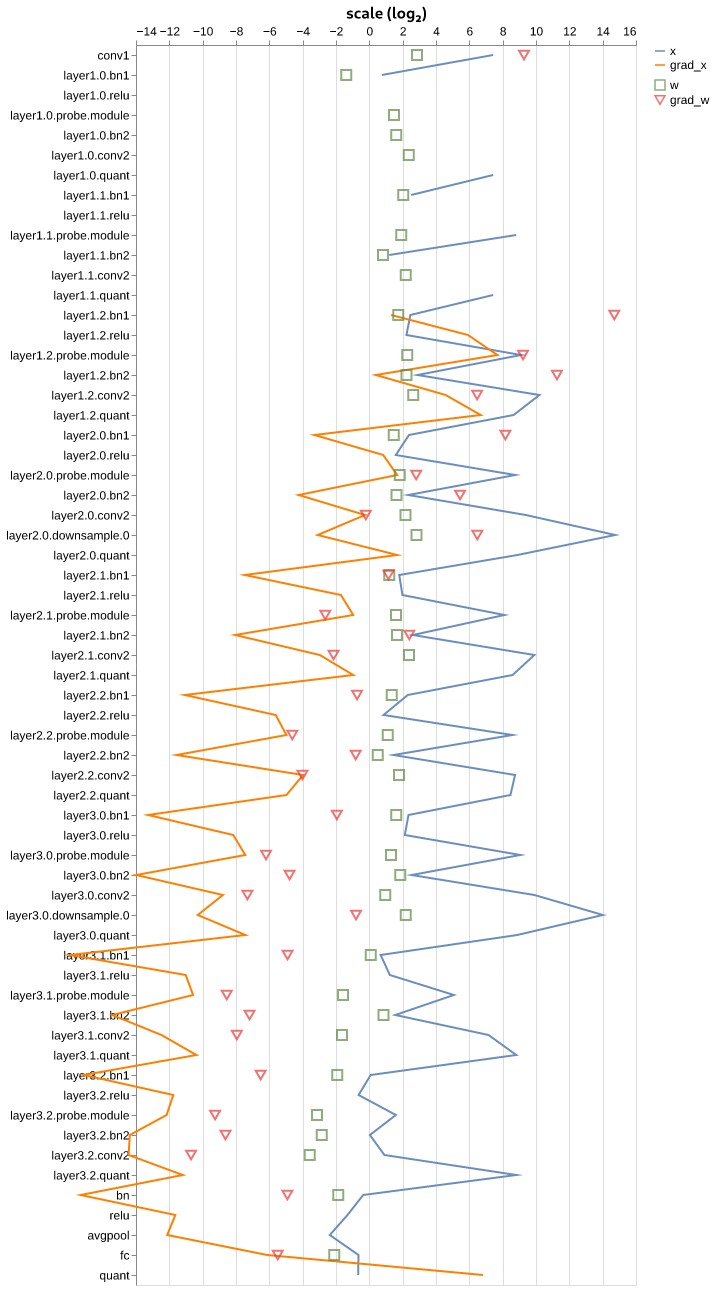 scale (log₂)
−14 −12 −10 −8 −6 −4 −2 0 2 4 6 8 10 12 14 16
x
grad_x
w
grad_w
conv1
layer1.0.bn1
layer1.0.relu
layer1.0.probe.module
layer1.0.bn2
layer1.0.conv2
layer1.0.quant
layer1.1.bn1
layer1.1.relu
layer1.1.probe.module
layer1.1.bn2
layer1.1.conv2
layer1.1.quant
layer1.2.bn1
layer1.2.relu
layer1.2.probe.module
layer1.2.bn2
layer1.2.conv2
layer1.2.quant
layer2.0.bn1
layer2.0.relu
layer2.0.probe.module
layer2.0.bn2
layer2.0.conv2
layer2.0.downsample.0
layer2.0.quant
layer2.1.bn1
layer2.1.relu
layer2.1.probe.module
layer2.1.bn2
layer2.1.conv2
layer2.1.quant
layer2.2.bn1
layer2.2.relu
layer2.2.probe.module
layer2.2.bn2
layer2.2.conv2
layer2.2.quant
layer3.0.bn1
layer3.0.relu
layer3.0.probe.module
layer3.0.bn2
layer3.0.conv2
layer3.0.downsample.0
layer3.0.quant
layer3.1.bn1
layer3.1.relu
layer3.1.probe.module
layer3.1.bn2
layer3.1.conv2
layer3.1.quant
layer3.2.bn1
layer3.2.relu
layer3.2.probe.module
layer3.2.bn2
layer3.2.conv2
layer3.2.quant
bn
relu
avgpool
fc
quant